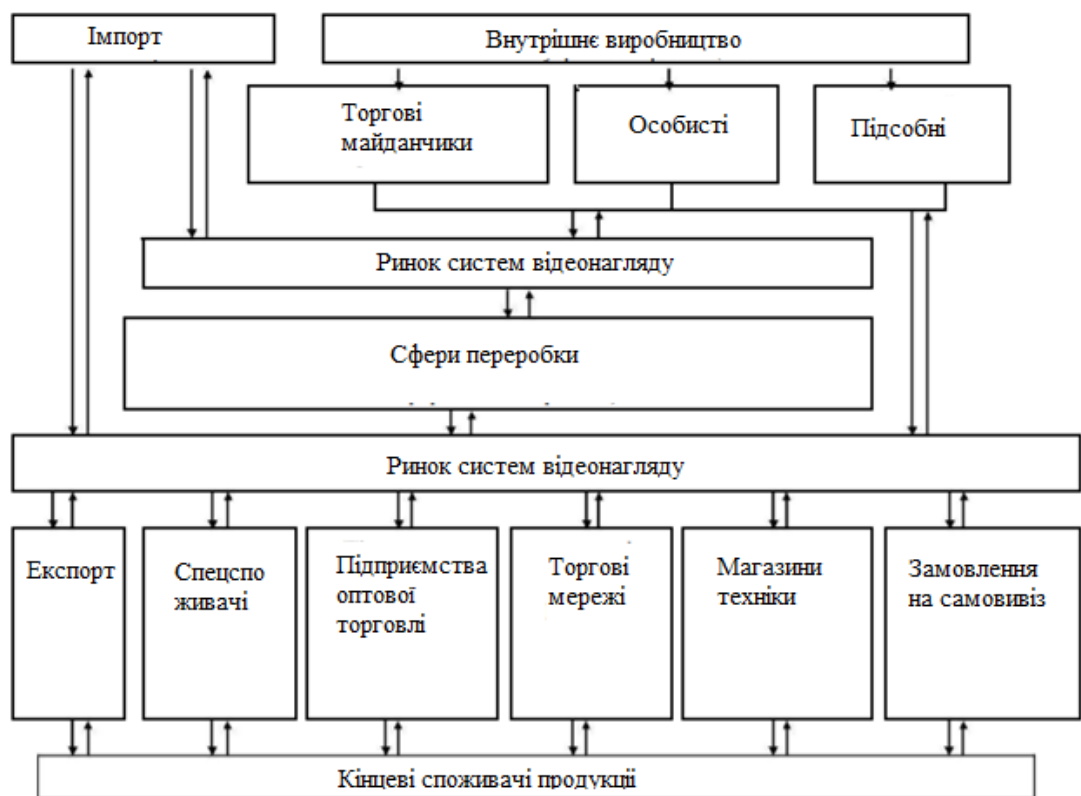 Імпорт
Внутрішнє виробництво
Торгові
майданчики
Особисті
Підсобні
Ринок систем відеонагляду
Сфери переробки
Ринок систем відеонагляду
Експорт
Спецспо
живачі
Підприємства
оптової
торговлі
Торгові
мережі
Магазини
техніки
Замовлення
на самовивіз
Кінцеві споживачі продукції